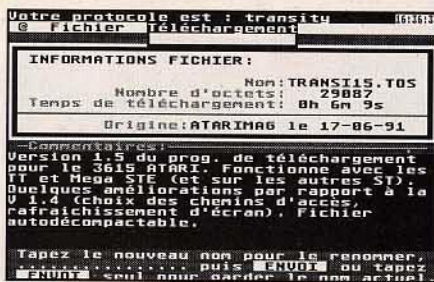 Votre protocole est : transity
@ Fichier Téléchargement
INFORMATIONS FICHIER:
Nom:TRANSI15.TOS
Nombre d'octets: 29087
Temps de téléchargement: 0h 6m 9s
Origine:ATARIMAG le 17-06-91
Commentaires:
Version 1.5 du prog. de téléchargement
pour le 3615 ATARI. Fonctionne avec les
TT et Mega STE (et sur les autres ST).
Quelques améliorations par rapport à la
V 1.4 (choix des chemins d'accès,
rafraichissement d'écran). Fichier
autodécompactable.
Tapez le nouveau nom pour le renommer,
................ puis ENVOI ou tapez
ENVOI seul pour garder le nom actuel.